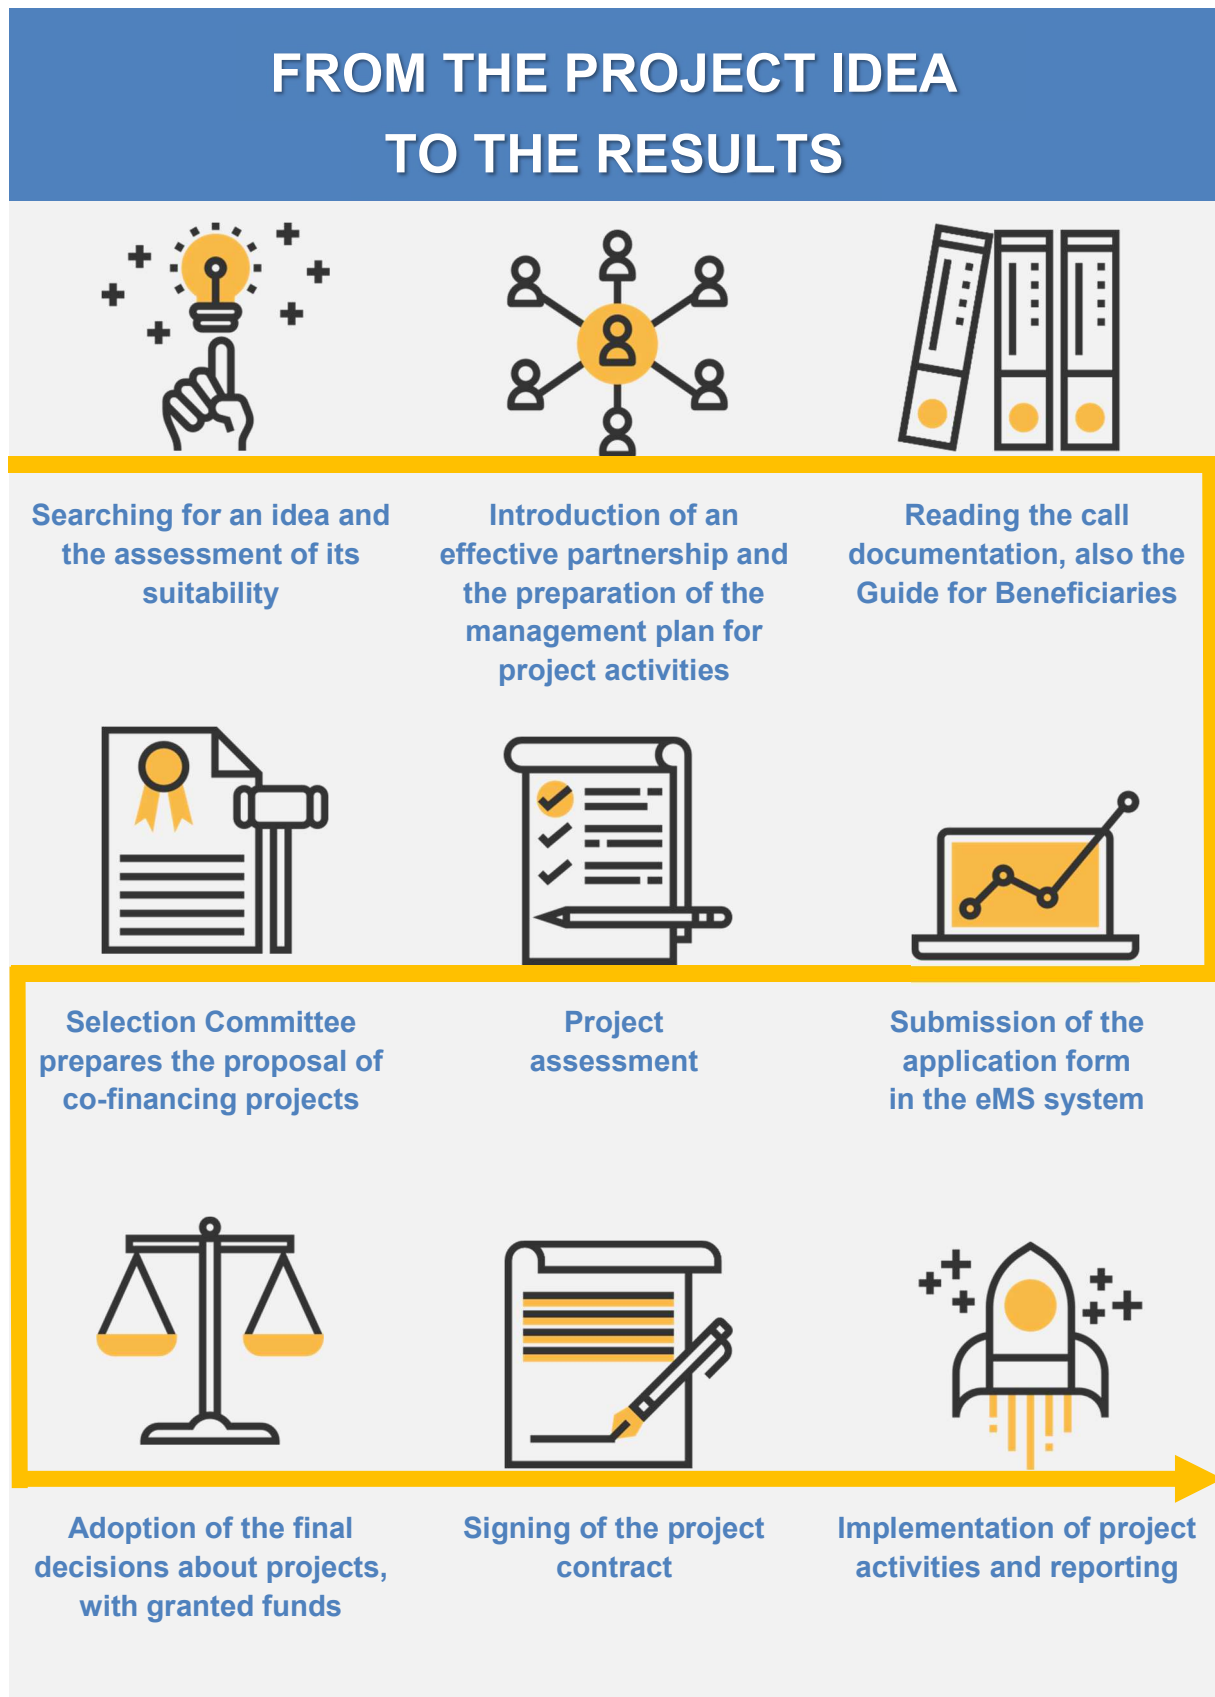 FROM THE PROJECT IDEA
TO THE RESULTS
Searching for an idea and
the assessment of its
suitability
Introduction of an
effective partnership and
the preparation of the
management plan for
project activities
Reading the call
documentation, also the
Guide for Beneficiaries
Selection Committee
prepares the proposal of
co-financing projects
Project
assessment
Submission of the
application form
in the eMS system
Adoption of the final
decisions about projects,
with granted funds
Signing of the project
contract
Implementation of project
activities and reporting